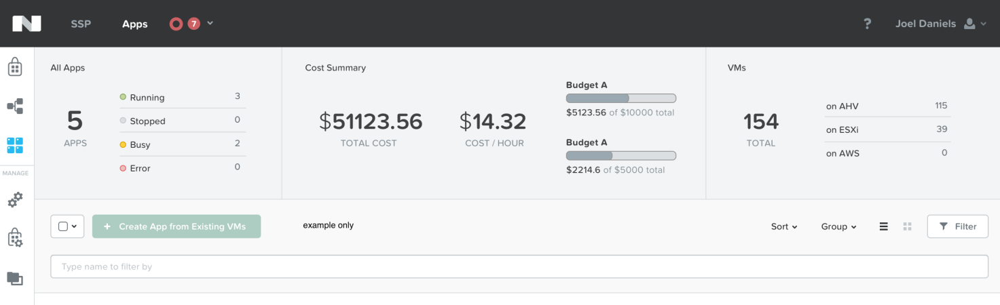 SSP Apps 7 ? Joel Daniels
All Apps
5
APPS
Running 3
Stopped 0
Busy 2
Error 0
Cost Summary
$51123.56
TOTAL COST
$14.32
COST / HOUR
Budget A
$5123.56 of $10000 total
Budget A
$2214.6 of $5000 total
VMs
154
TOTAL
on AHV 115
on ESXi 39
on AWS 0
MANAGE
+ Create App from Existing VMs
example only
Sort Group Filter
Type name to filter by